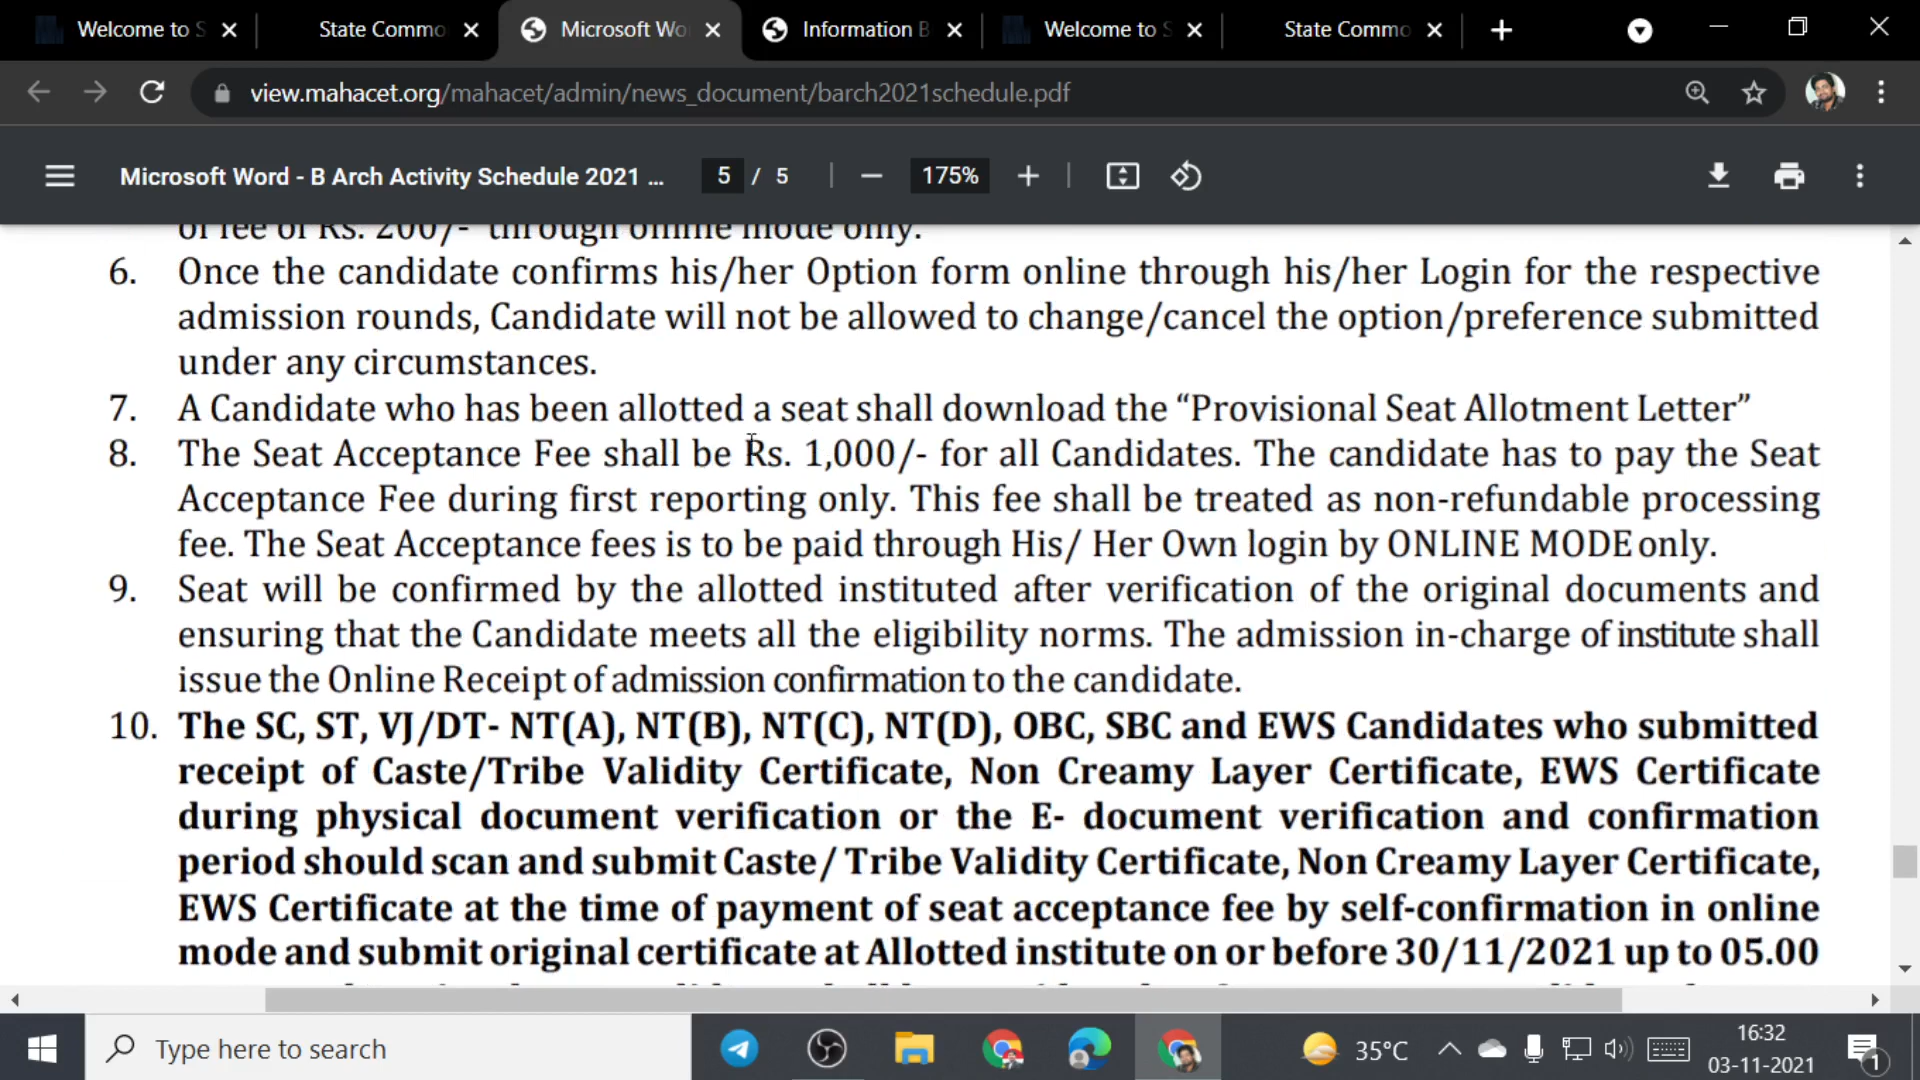 Welcome to S
State Commo
Microsoft Wo
Information B
Welcome to S
State Commo
view.mahacet.org/mahacet/admin/news_document/barch2021schedule.pdf
Microsoft Word - B Arch Activity Schedule 2021 ...
5 / 5
175%
of fee of Rs. 200/- through online mode only.
6. Once the candidate confirms his/her Option form online through his/her Login for the respective
admission rounds, Candidate will not be allowed to change/cancel the option/preference submitted
under any circumstances.
7. A Candidate who has been allotted a seat shall download the “Provisional Seat Allotment Letter”
8. The Seat Acceptance Fee shall be Rs. 1,000/- for all Candidates. The candidate has to pay the Seat
Acceptance Fee during first reporting only. This fee shall be treated as non-refundable processing
fee. The Seat Acceptance fees is to be paid through His/ Her Own login by ONLINE MODE only.
9. Seat will be confirmed by the allotted instituted after verification of the original documents and
ensuring that the Candidate meets all the eligibility norms. The admission in-charge of institute shall
issue the Online Receipt of admission confirmation to the candidate.
10. The SC, ST, VJ/DT- NT(A), NT(B), NT(C), NT(D), OBC, SBC and EWS Candidates who submitted
receipt of Caste/Tribe Validity Certificate, Non Creamy Layer Certificate, EWS Certificate
during physical document verification or the E- document verification and confirmation
period should scan and submit Caste/ Tribe Validity Certificate, Non Creamy Layer Certificate,
EWS Certificate at the time of payment of seat acceptance fee by self-confirmation in online
mode and submit original certificate at Allotted institute on or before 30/11/2021 up to 05.00
Type here to search
35°C
16:32
03-11-2021
1